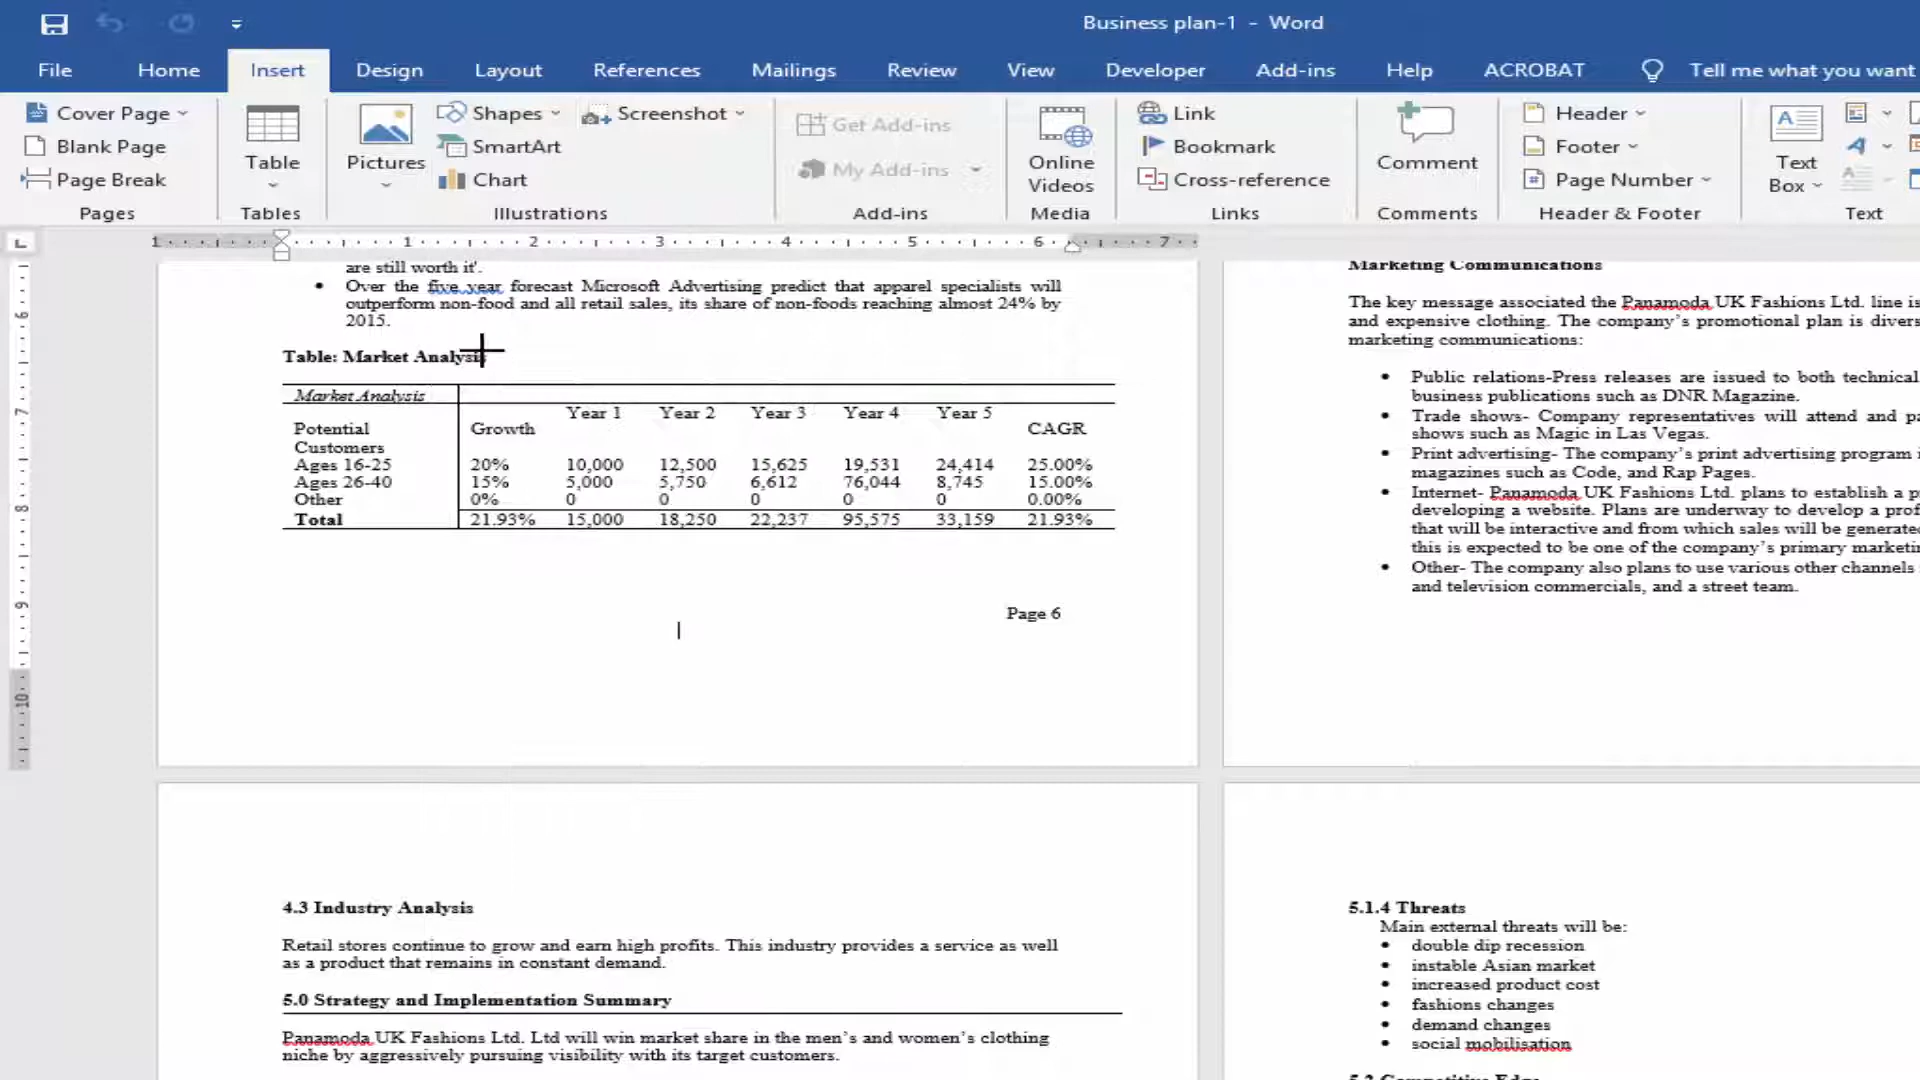 Business plan-1 - Word
File Home Insert Design Layout References Mailings Review View Developer Add-ins Help ACROBAT Tell me what you want
Cover Page
Blank Page
Page Break
Pages
Table
Tables
Pictures
Shapes
SmartArt
Chart
Screenshot
Illustrations
Get Add-ins
My Add-ins
Add-ins
Online
Videos
Media
Link
Bookmark
Cross-reference
Links
Comment
Comments
Header
Footer
Page Number
Header & Footer
Text
Box
Text
1 1 2 3 4 5 6 7
6
7
8
9
10
are still worth it'.
• Over the five year forecast Microsoft Advertising predict that apparel specialists will
outperform non-food and all retail sales, its share of non-foods reaching almost 24% by
2015.
Table: Market Analysis
Market Analysis
Year 1 Year 2 Year 3 Year 4 Year 5
Potential Growth CAGR
Customers
Ages 16-25 20% 10,000 12,500 15,625 19,531 24,414 25.00%
Ages 26-40 15% 5,000 5,750 6,612 76,044 8,745 15.00%
Other 0% 0 0 0 0 0 0.00%
Total 21.93% 15,000 18,250 22,237 95,575 33,159 21.93%
Page 6
Marketing Communications
The key message associated the Panamoda UK Fashions Ltd. line is
and expensive clothing. The company's promotional plan is divers
marketing communications:
• Public relations-Press releases are issued to both technical
business publications such as DNR Magazine.
• Trade shows- Company representatives will attend and pa
shows such as Magic in Las Vegas.
• Print advertising- The company's print advertising program i
magazines such as Code, and Rap Pages.
• Internet- Panamoda UK Fashions Ltd. plans to establish a p
developing a website. Plans are underway to develop a prof
that will be interactive and from which sales will be generate
this is expected to be one of the company's primary marketin
• Other- The company also plans to use various other channels
and television commercials, and a street team.
4.3 Industry Analysis
Retail stores continue to grow and earn high profits. This industry provides a service as well
as a product that remains in constant demand.
5.0 Strategy and Implementation Summary
Panamoda UK Fashions Ltd. Ltd will win market share in the men's and women's clothing
niche by aggressively pursuing visibility with its target customers.
5.1.4 Threats
Main external threats will be:
• double dip recession
• instable Asian market
• increased product cost
• fashions changes
• demand changes
• social mobilisation
5.2 Competitive Edge